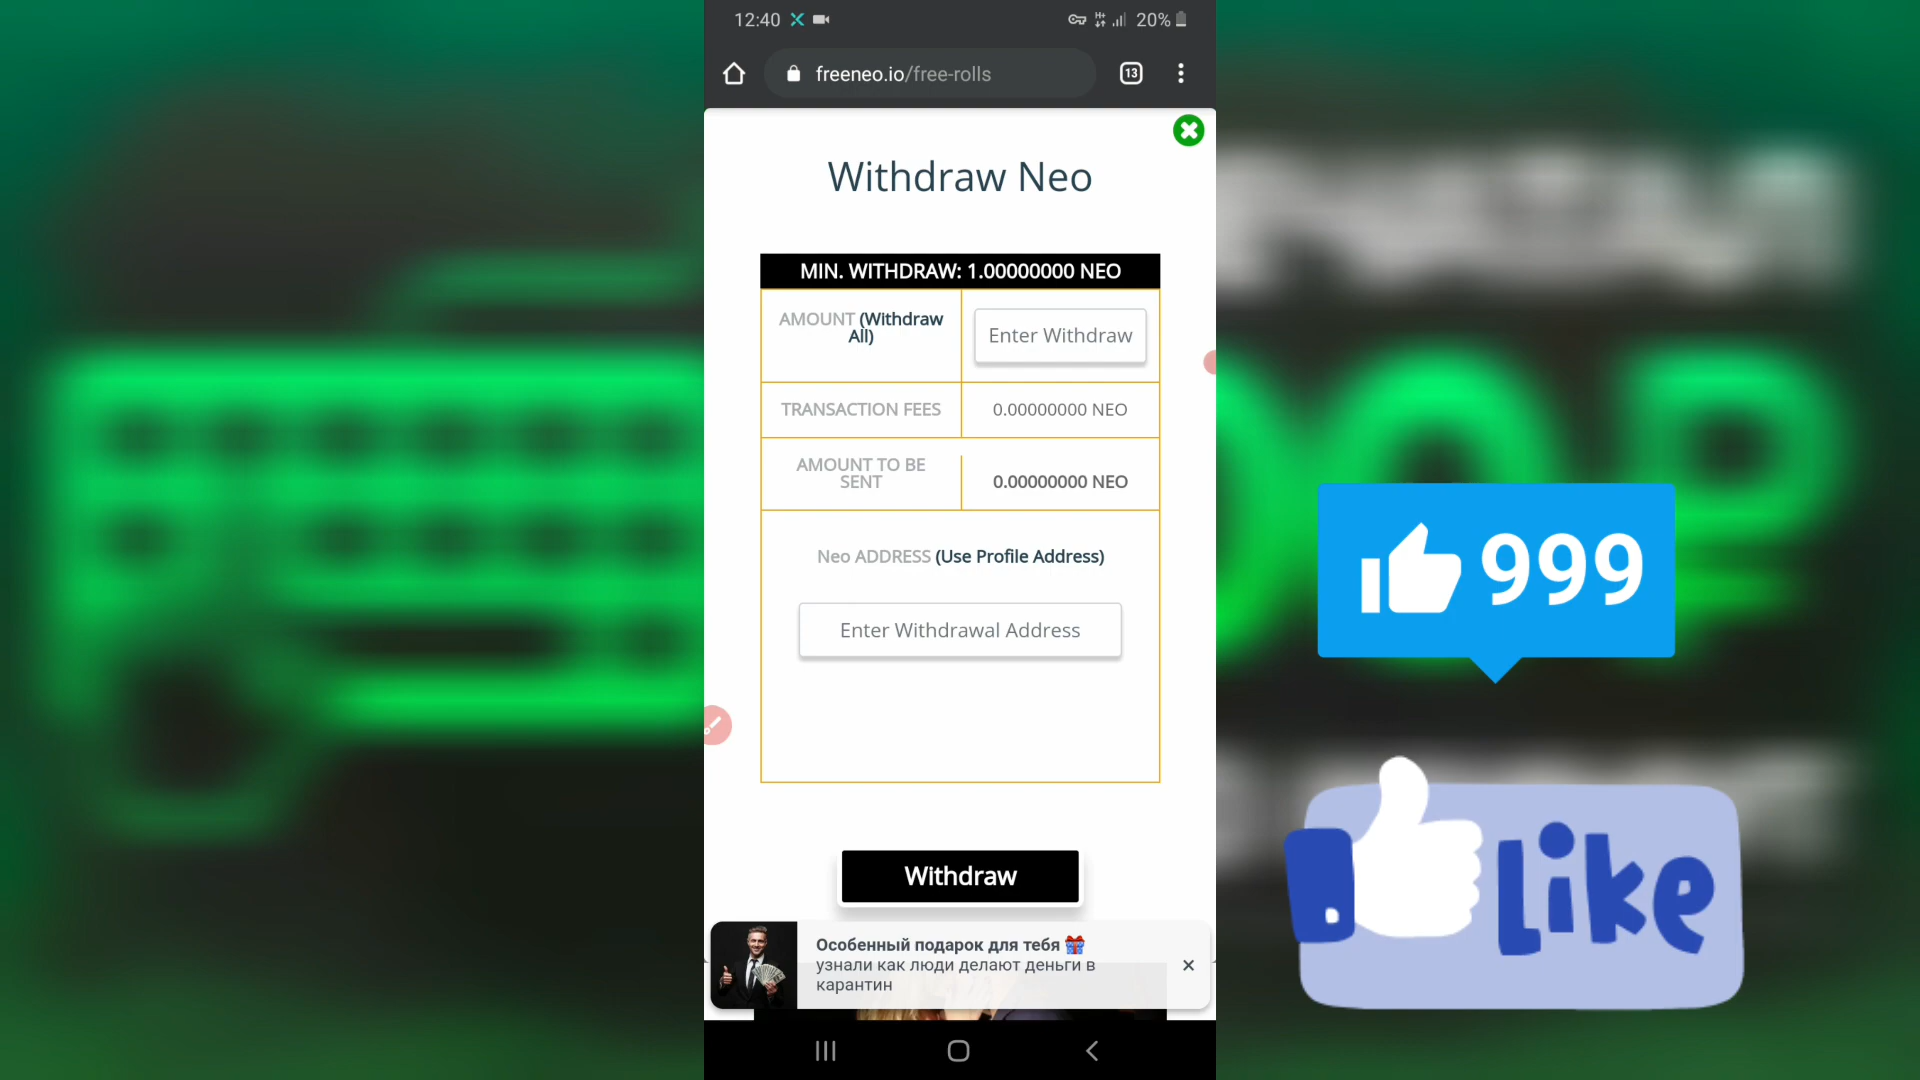 12:40
20%
freeneo.io/free-rolls
13
Withdraw Neo
MIN. WITHDRAW: 1.00000000 NEO
AMOUNT (Withdraw
All)
Enter Withdraw
TRANSACTION FEES
0.00000000 NEO
AMOUNT TO BE
SENT
0.00000000 NEO
Neo ADDRESS (Use Profile Address)
Enter Withdrawal Address
Withdraw
Особенный подарок для тебя
узнали как люди делают деньги в
карантин
999
Like